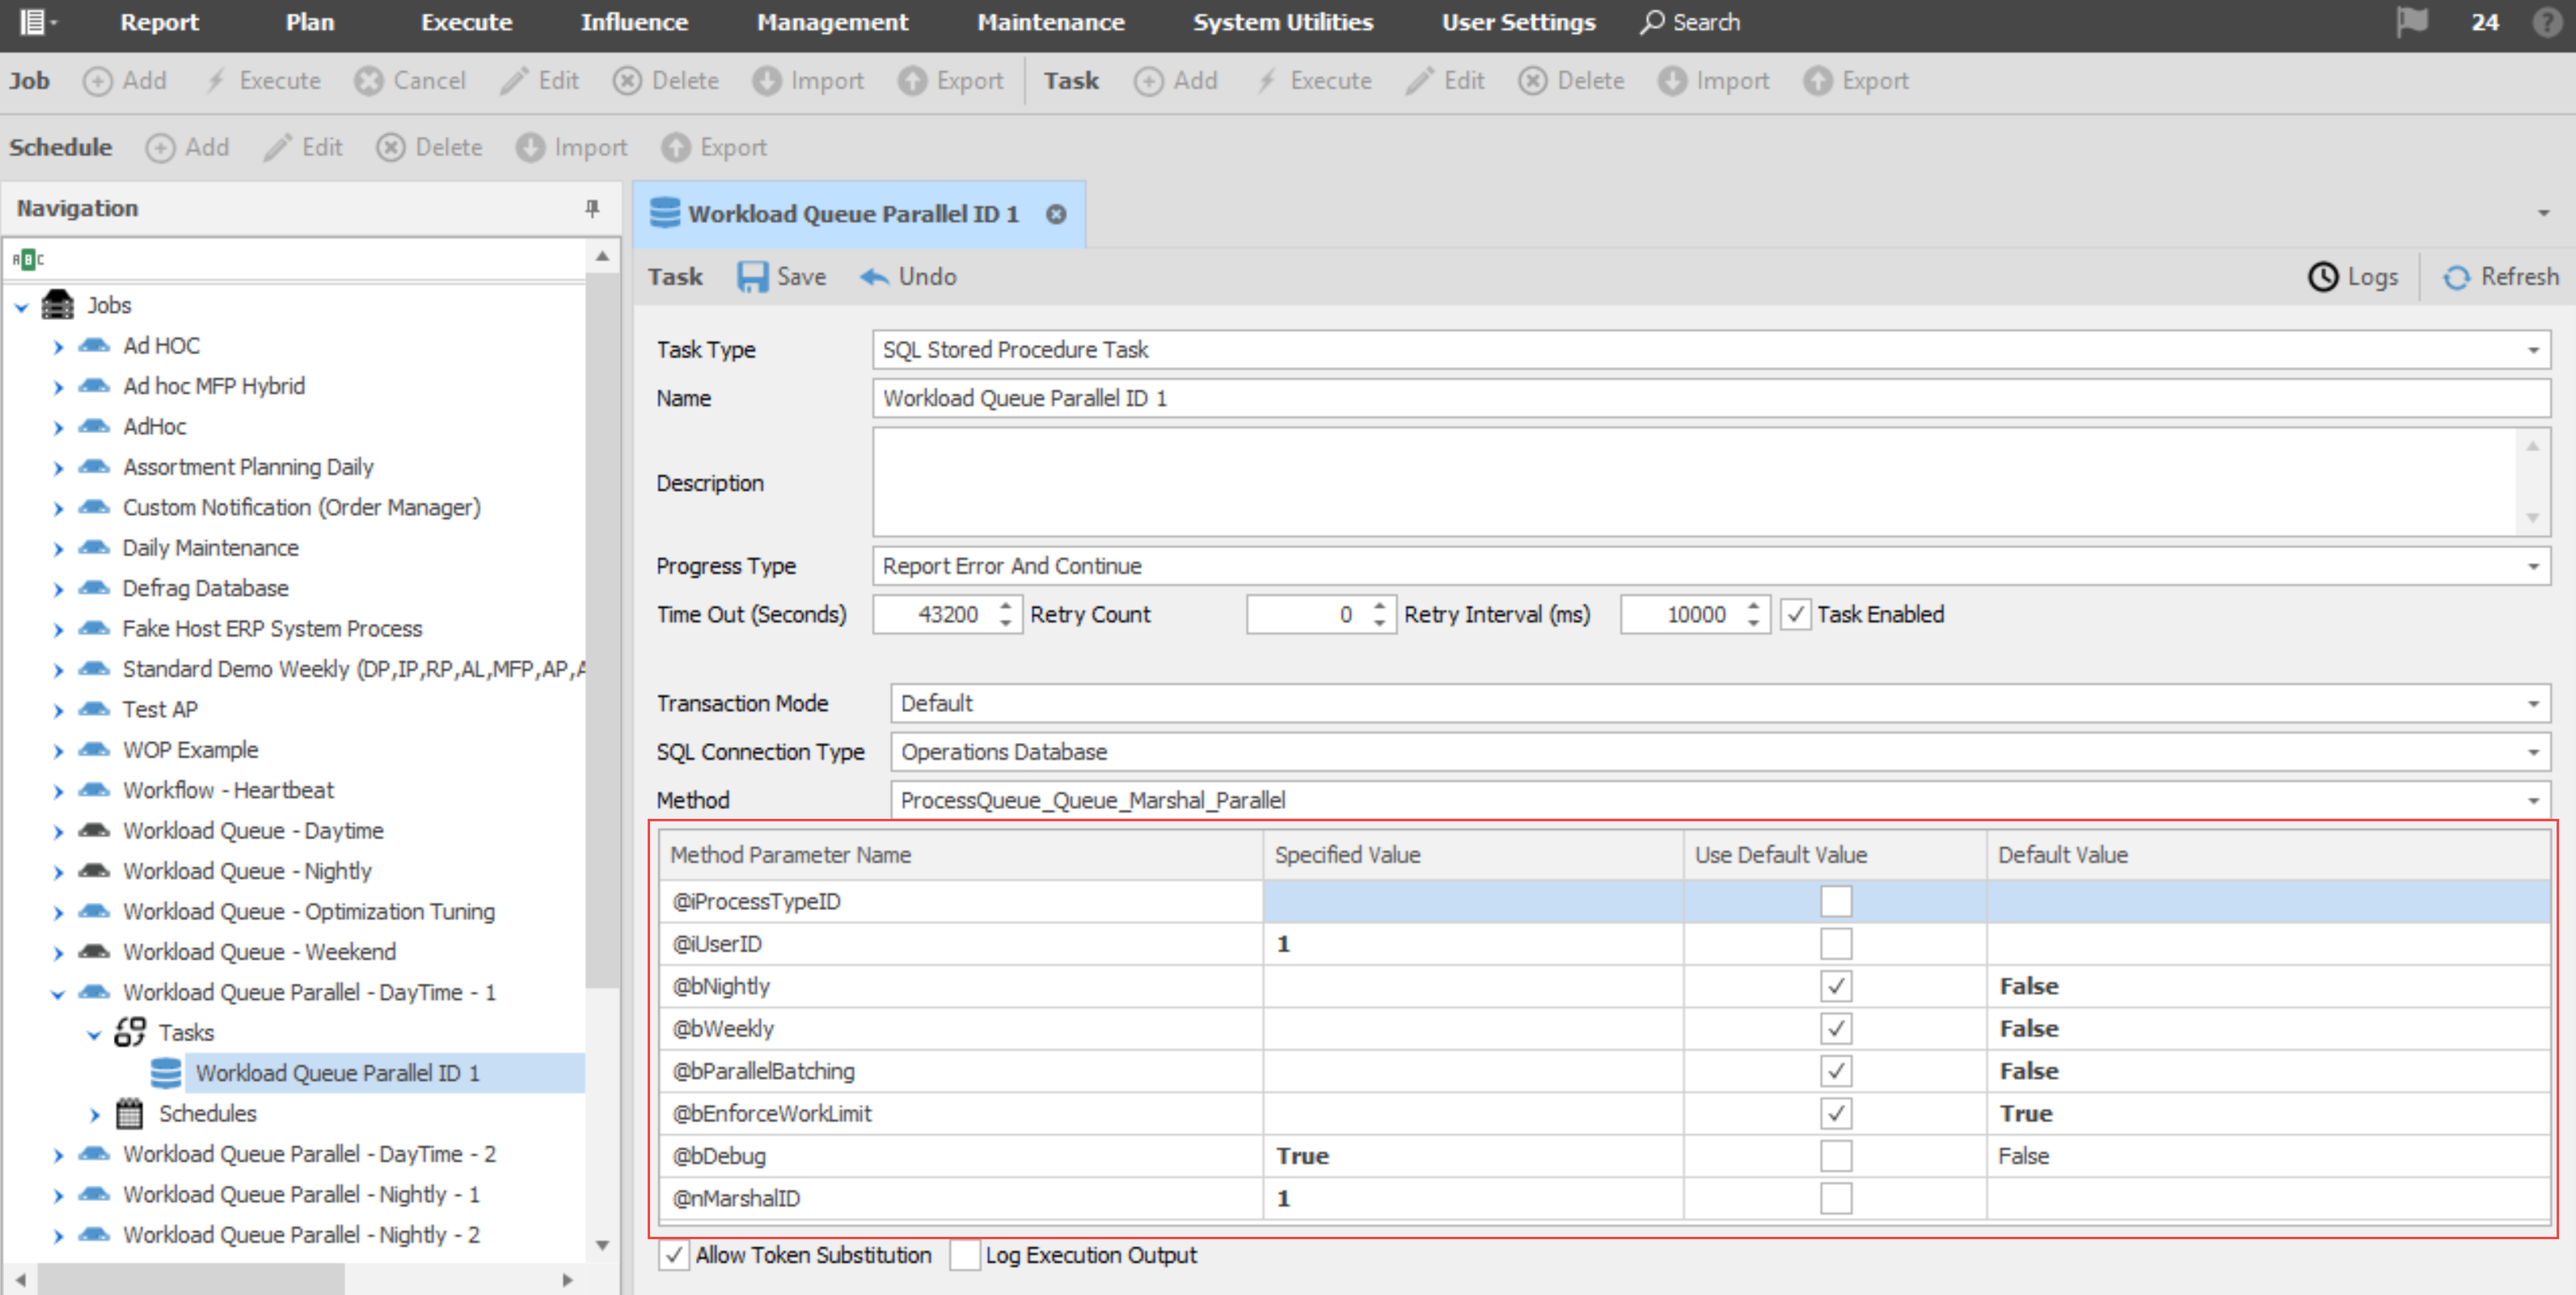 Report Plan Execute Influence Management Maintenance System Utilities User Settings Search 24 ?
Job Add Execute Cancel Edit Delete Import Export Task Add Execute Edit Delete Import Export
Schedule Add Edit Delete Import Export
Navigation
ABC
Jobs
Ad HOC
Ad hoc MFP Hybrid
AdHoc
Assortment Planning Daily
Custom Notification (Order Manager)
Daily Maintenance
Defrag Database
Fake Host ERP System Process
Standard Demo Weekly (DP,IP,RP,AL,MFP,AP,A
Test AP
WOP Example
Workflow - Heartbeat
Workload Queue - Daytime
Workload Queue - Nightly
Workload Queue - Optimization Tuning
Workload Queue - Weekend
Workload Queue Parallel - DayTime - 1
Tasks
Workload Queue Parallel ID 1
Schedules
Workload Queue Parallel - DayTime - 2
Workload Queue Parallel - Nightly - 1
Workload Queue Parallel - Nightly - 2
Workload Queue Parallel ID 1
Task Save Undo Logs Refresh
Task Type SQL Stored Procedure Task
Name Workload Queue Parallel ID 1
Description
Progress Type Report Error And Continue
Time Out (Seconds) 43200 Retry Count 0 Retry Interval (ms) 10000 Task Enabled
Transaction Mode Default
SQL Connection Type Operations Database
Method ProcessQueue_Queue_Marshal_Parallel
Method Parameter Name Specified Value Use Default Value Default Value
@iProcessTypeID
@iUserID 1
@bNightly False
@bWeekly False
@bParallelBatching False
@bEnforceWorkLimit True
@bDebug True False
@nMarshalID 1
Allow Token Substitution Log Execution Output